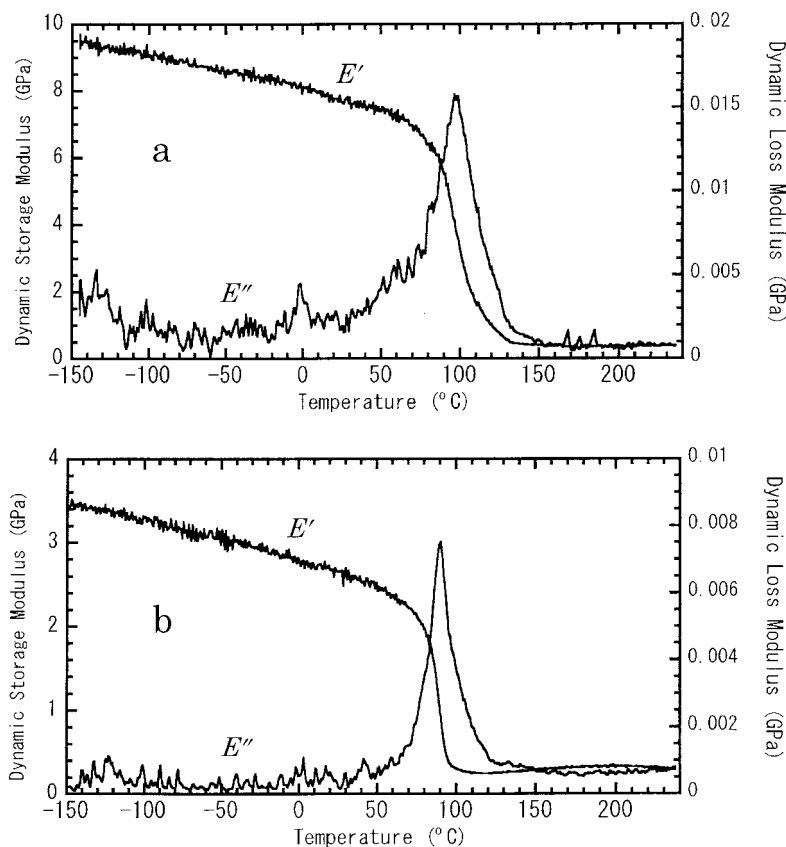 10
8
6
4
2
0
Dynamic Storage Modulus (GPa)
0.02
0.015
0.01
0.005
0
Dynamic Loss Modulus (GPa)
E′
a
E″
-150 -100 -50 0 50 100 150 200
Temperature (°C)
4
3
2
1
0
Dynamic Storage Modulus (GPa)
0.01
0.008
0.006
0.004
0.002
0
Dynamic Loss Modulus (GPa)
E′
b
E″
-150 -100 -50 0 50 100 150 200
Temperature (°C)